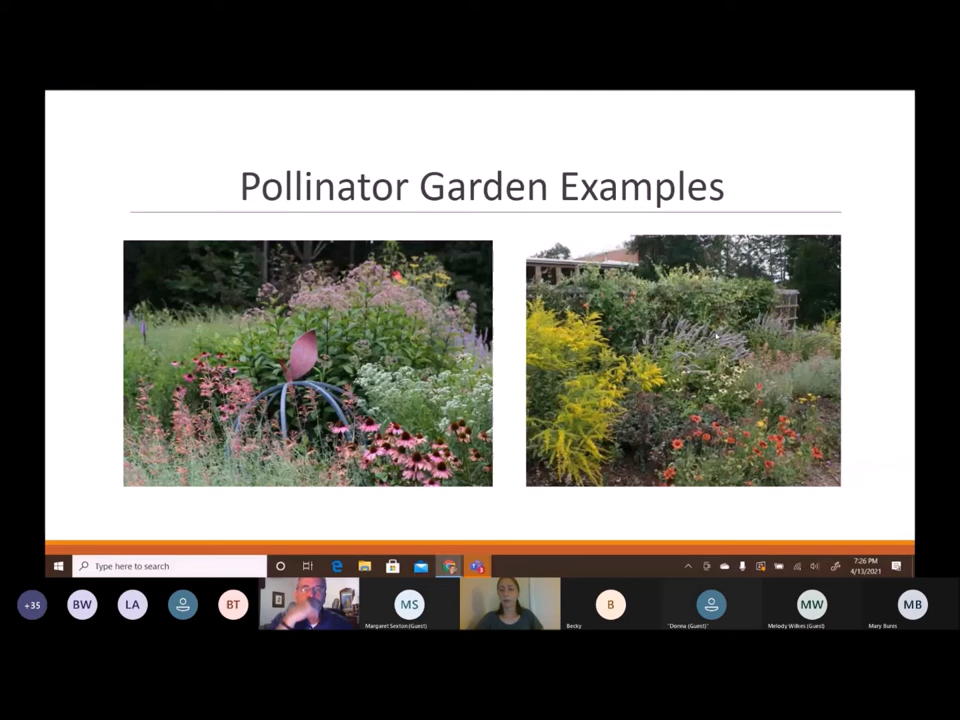 Pollinator Garden Examples
Type here to search
7:26 PM
4/13/2021
+35
BW
LA
BT
MS
B
MW
MB
Margaret Sexton (Guest)
Becky
"Donna (Guest)"
Melody Wilkes (Guest)
Mary Bures